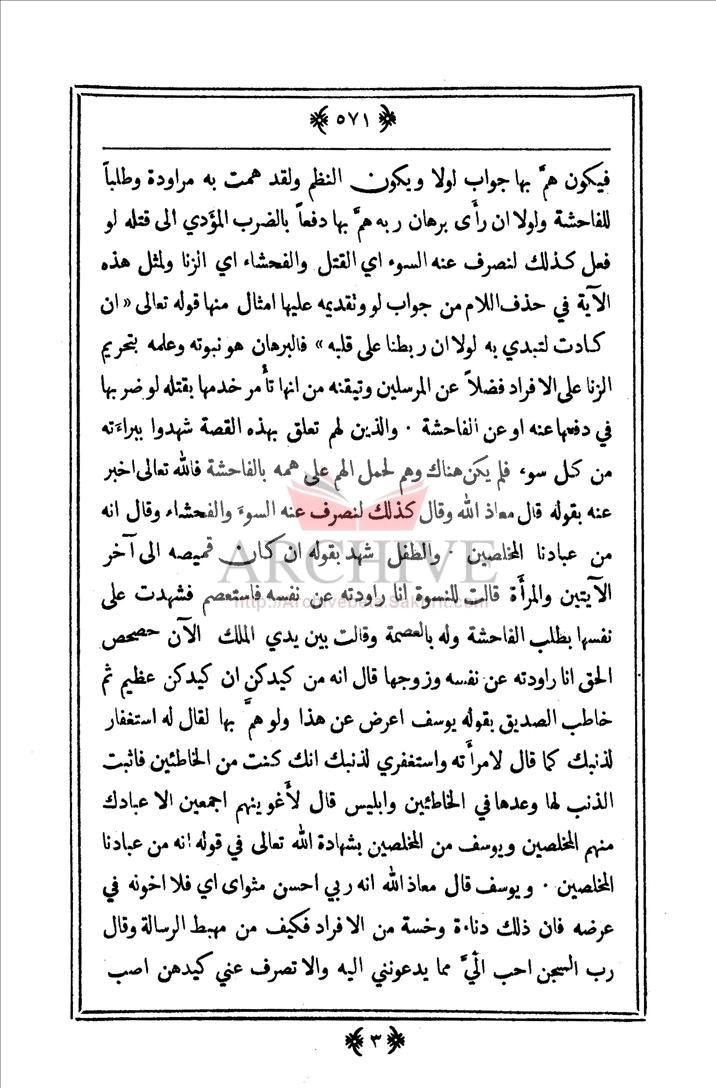 ٥٧١
فيكون همَّ بها جواب لولا ويكون النظم ولقد همت به مراودة وطلباً
للفاحشة ولولا ان رأى برهان ربه همَّ بها دفعاً بالضرب المؤدي الى قتله لو
فعل كذلك لنصرف عنه السوء اي القتل والفحشاء اي الزنا ولمثل هذه
الآية في حذف اللام من جواب لو وتقديمه عليها امثال منها قوله تعالى « ان
كادت لتبدي به لولا ان ربطنا على قلبه » فالبرهان هو نبوته وعلمه بتحريم
الزنا على الافراد فضلاً عن المرسلين وتيقنه من انها تأمر خدمها بقتله لو ضربها
في دفعها عنه او عن الفاحشة . والذين لهم تعلق بهذه القصة شهدوا ببراءته
من كل سوء فلم يكن هناك وهم لحمل الهم على همه بالفاحشة فالله تعالى اخبر
عنه بقوله قال معاذ الله وقال كذلك لنصرف عنه السوءَ والفحشاء وقال انه
من عبادنا المخلصين . والطفل شهد بقوله ان كان قميصه الى آخر
الآيتين والمرأة قالت للنسوة انا راودته عن نفسه فاستعصم فشهدت على
نفسها بطلب الفاحشة وله بالعصمة وقالت بين يدي الملك الآن حصحص
الحق انا راودته عن نفسه وزوجها قال انه من كيدكن ان كيدكن عظيم ثم
خاطب الصديق بقوله يوسف اعرض عن هذا ولو همَّ بها لقال له استغفار
لذنبك كما قال لامرأته واستغفري لذنبك انك كنت من الخاطئين فاثبت
الذنب لها وعدها في الخاطئين وابليس قال لأغوينهم اجمعين الا عبادك
منهم المخلصين ويوسف من المخلصين بشهادة الله تعالى في قوله انه من عبادنا
المخلصين . ويوسف قال معاذ الله انه ربي احسن مثواى اي فلا اخونه في
عرضه فان ذلك دناءة وخسة من الافراد فكيف من مهبط الرسالة وقال
رب السجن احب اليَّ مما يدعونني اليه والا تصرف عني كيدهن اصب
٣
ARCHIVE
http://Archivebeta.Sakhrit.com